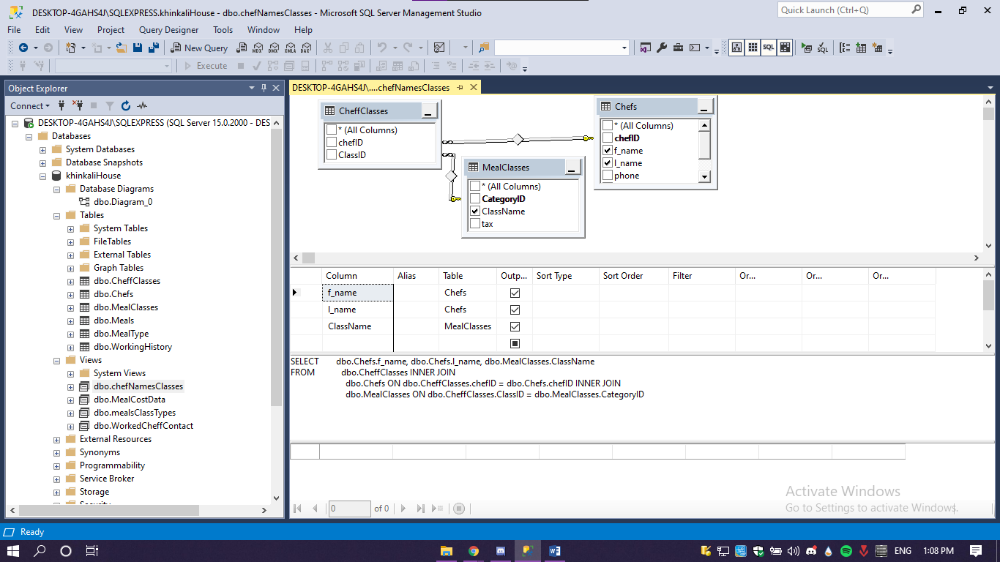 DESKTOP-4GAHS4J\SQLEXPRESS.khinkaliHouse - dbo.chefNamesClasses - Microsoft SQL Server Management Studio
Quick Launch (Ctrl+Q)
File Edit View Project Query Designer Tools Window Help
New Query
MDX DMX XMLA DAX
SQL
SQL
Execute
Object Explorer
DESKTOP-4GAHS4J\....chefNamesClasses
Connect
DESKTOP-4GAHS4J\SQLEXPRESS (SQL Server 15.0.2000 - DES
Databases
System Databases
Database Snapshots
khinkaliHouse
Database Diagrams
dbo.Diagram_0
Tables
System Tables
FileTables
External Tables
Graph Tables
dbo.CheffClasses
dbo.Chefs
dbo.MealClasses
dbo.Meals
dbo.MealType
dbo.WorkingHistory
Views
System Views
dbo.chefNamesClasses
dbo.MealCostData
dbo.mealsClassTypes
dbo.WorkedCheffContact
External Resources
Synonyms
Programmability
Service Broker
Storage
Security
CheffClasses
* (All Columns)
chefID
ClassID
MealClasses
* (All Columns)
CategoryID
ClassName
tax
Chefs
* (All Columns)
chefID
f_name
l_name
phone
Column Alias Table Outp... Sort Type Sort Order Filter Or... Or... Or...
f_name Chefs
l_name Chefs
ClassName MealClasses
SELECT dbo.Chefs.f_name, dbo.Chefs.l_name, dbo.MealClasses.ClassName
FROM dbo.CheffClasses INNER JOIN
dbo.Chefs ON dbo.CheffClasses.chefID = dbo.Chefs.chefID INNER JOIN
dbo.MealClasses ON dbo.CheffClasses.ClassID = dbo.MealClasses.CategoryID
0 of 0
Activate Windows
Go to Settings to activate Windows.
Ready
ENG 1:08 PM